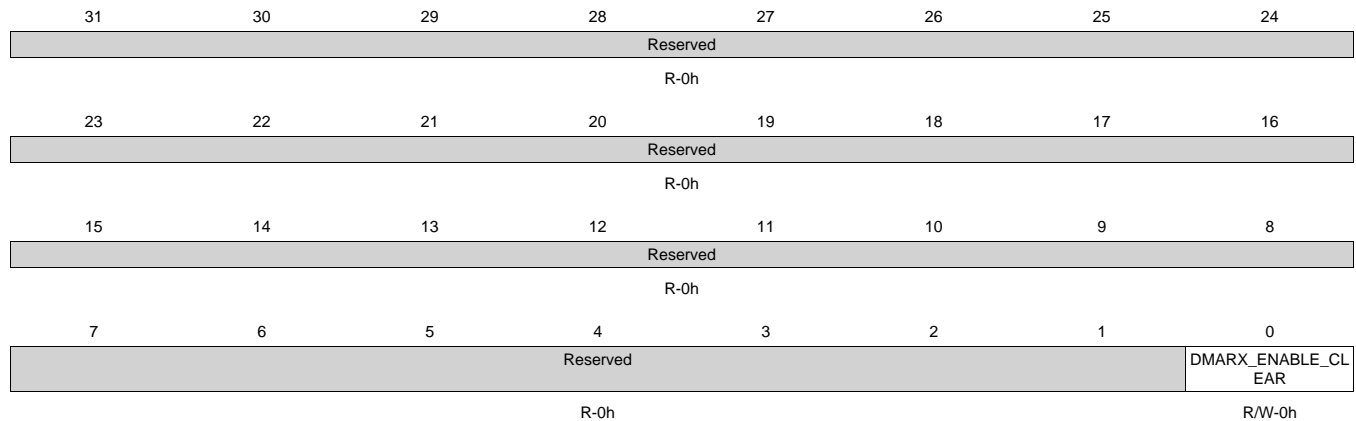 31 30 29 28 27 26 25 24
Reserved
R-0h
23 22 21 20 19 18 17 16
Reserved
R-0h
15 14 13 12 11 10 9 8
Reserved
R-0h
7 6 5 4 3 2 1 0
Reserved DMARX_ENABLE_CL
EAR
R-0h R/W-0h